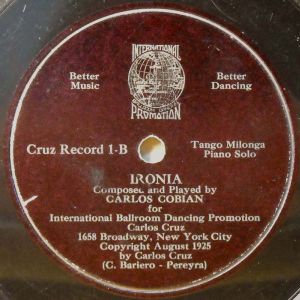 INTERNATIONAL
PROMOTION
Better
Music
Better
Dancing
Cruz Record 1-B
Tango Milonga
Piano Solo
IRONIA
Composed and Played by
CARLOS COBIAN
for
International Ballroom Dancing Promotion
Carlos Cruz
1658 Broadway, New York City
Copyright August 1925
by Carlos Cruz
(G. Bariero - Pereyra)